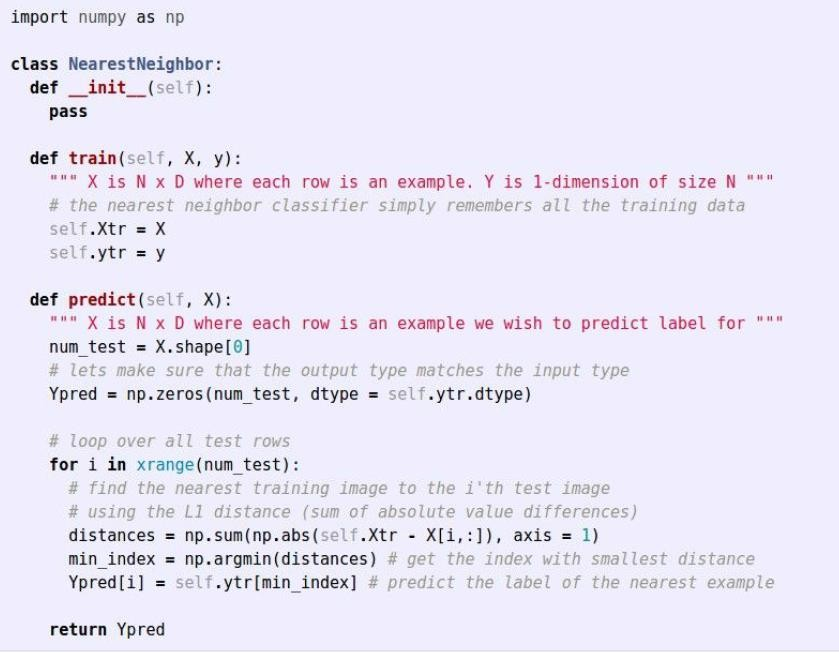 import numpy as np
class NearestNeighbor:
def __init__(self):
pass
def train(self, X, y):
""" X is N x D where each row is an example. Y is 1-dimension of size N """
# the nearest neighbor classifier simply remembers all the training data
self.Xtr = X
self.ytr = y
def predict(self, X):
""" X is N x D where each row is an example we wish to predict label for """
num_test = X.shape[0]
# lets make sure that the output type matches the input type
Ypred = np.zeros(num_test, dtype = self.ytr.dtype)
# loop over all test rows
for i in xrange(num_test):
# find the nearest training image to the i'th test image
# using the L1 distance (sum of absolute value differences)
distances = np.sum(np.abs(self.Xtr - X[i,:]), axis = 1)
min_index = np.argmin(distances) # get the index with smallest distance
Ypred[i] = self.ytr[min_index] # predict the label of the nearest example
return Ypred